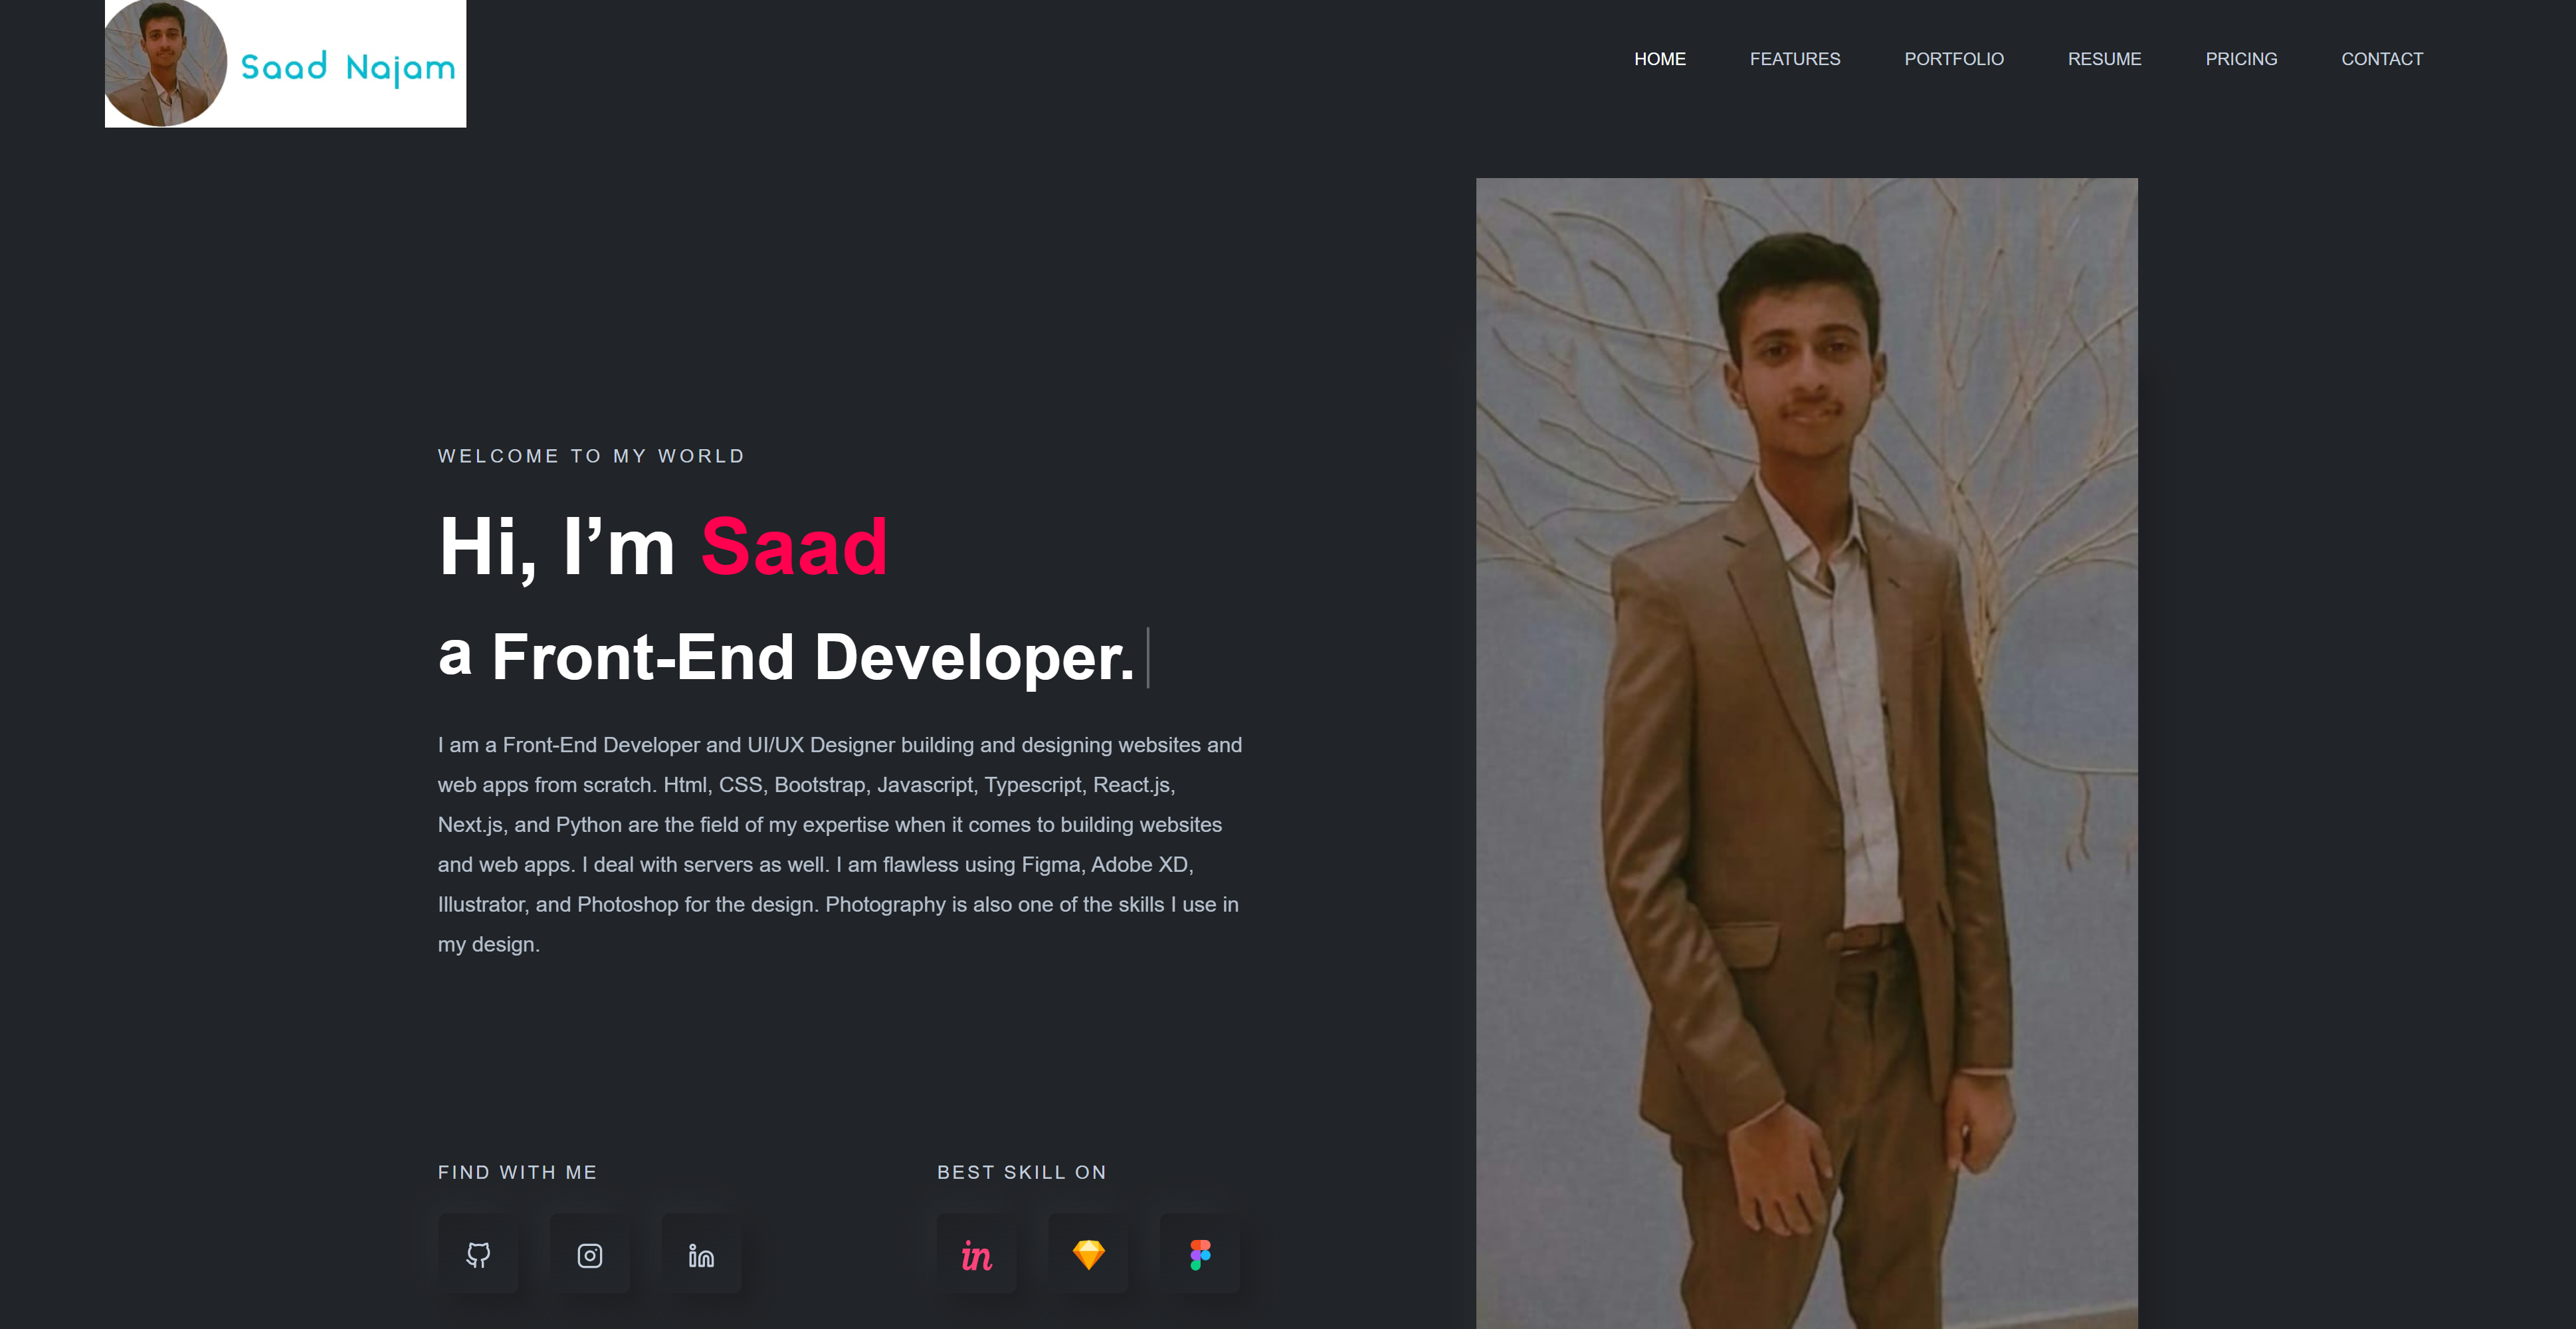 Saad Najam
HOME FEATURES PORTFOLIO RESUME PRICING CONTACT
WELCOME TO MY WORLD
Hi, I’m Saad
a Front-End Developer.
I am a Front-End Developer and UI/UX Designer building and designing websites and
web apps from scratch. Html, CSS, Bootstrap, Javascript, Typescript, React.js,
Next.js, and Python are the field of my expertise when it comes to building websites
and web apps. I deal with servers as well. I am flawless using Figma, Adobe XD,
Illustrator, and Photoshop for the design. Photography is also one of the skills I use in
my design.
FIND WITH ME
BEST SKILL ON
in
in